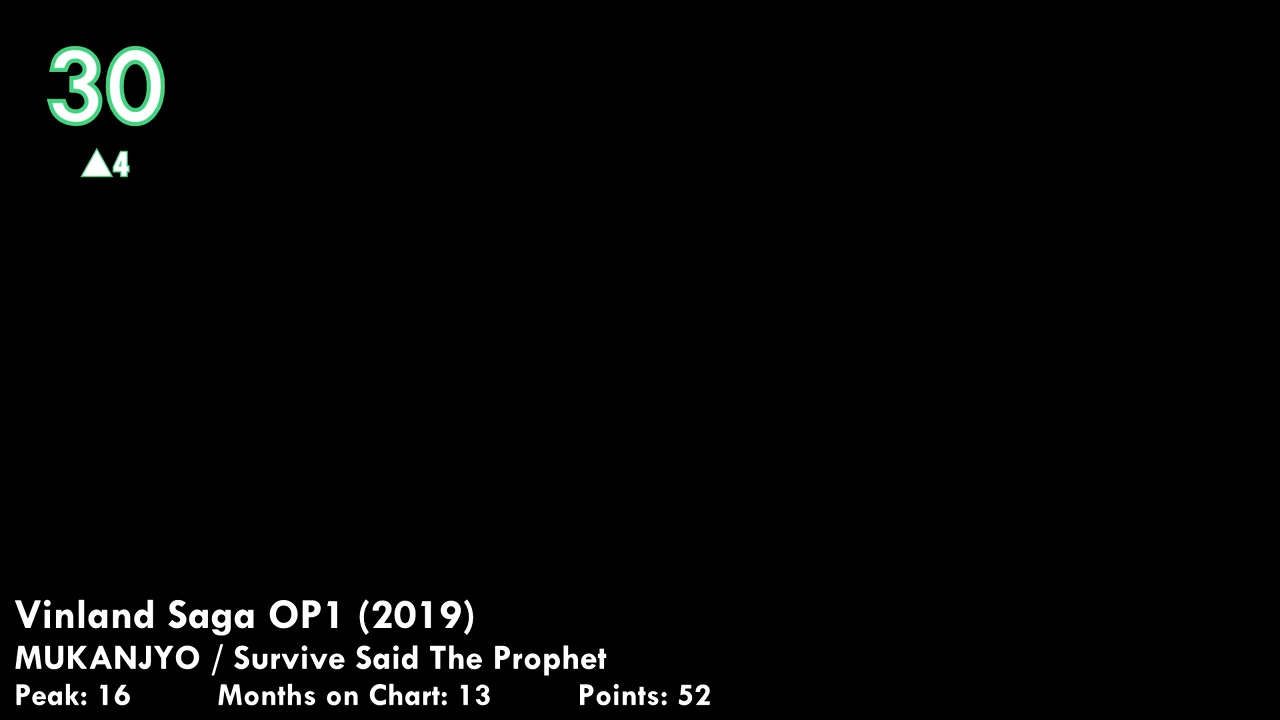 30
▲4
Vinland Saga OP1 (2019)
MUKANJYO / Survive Said The Prophet
Peak: 16 Months on Chart: 13 Points: 52